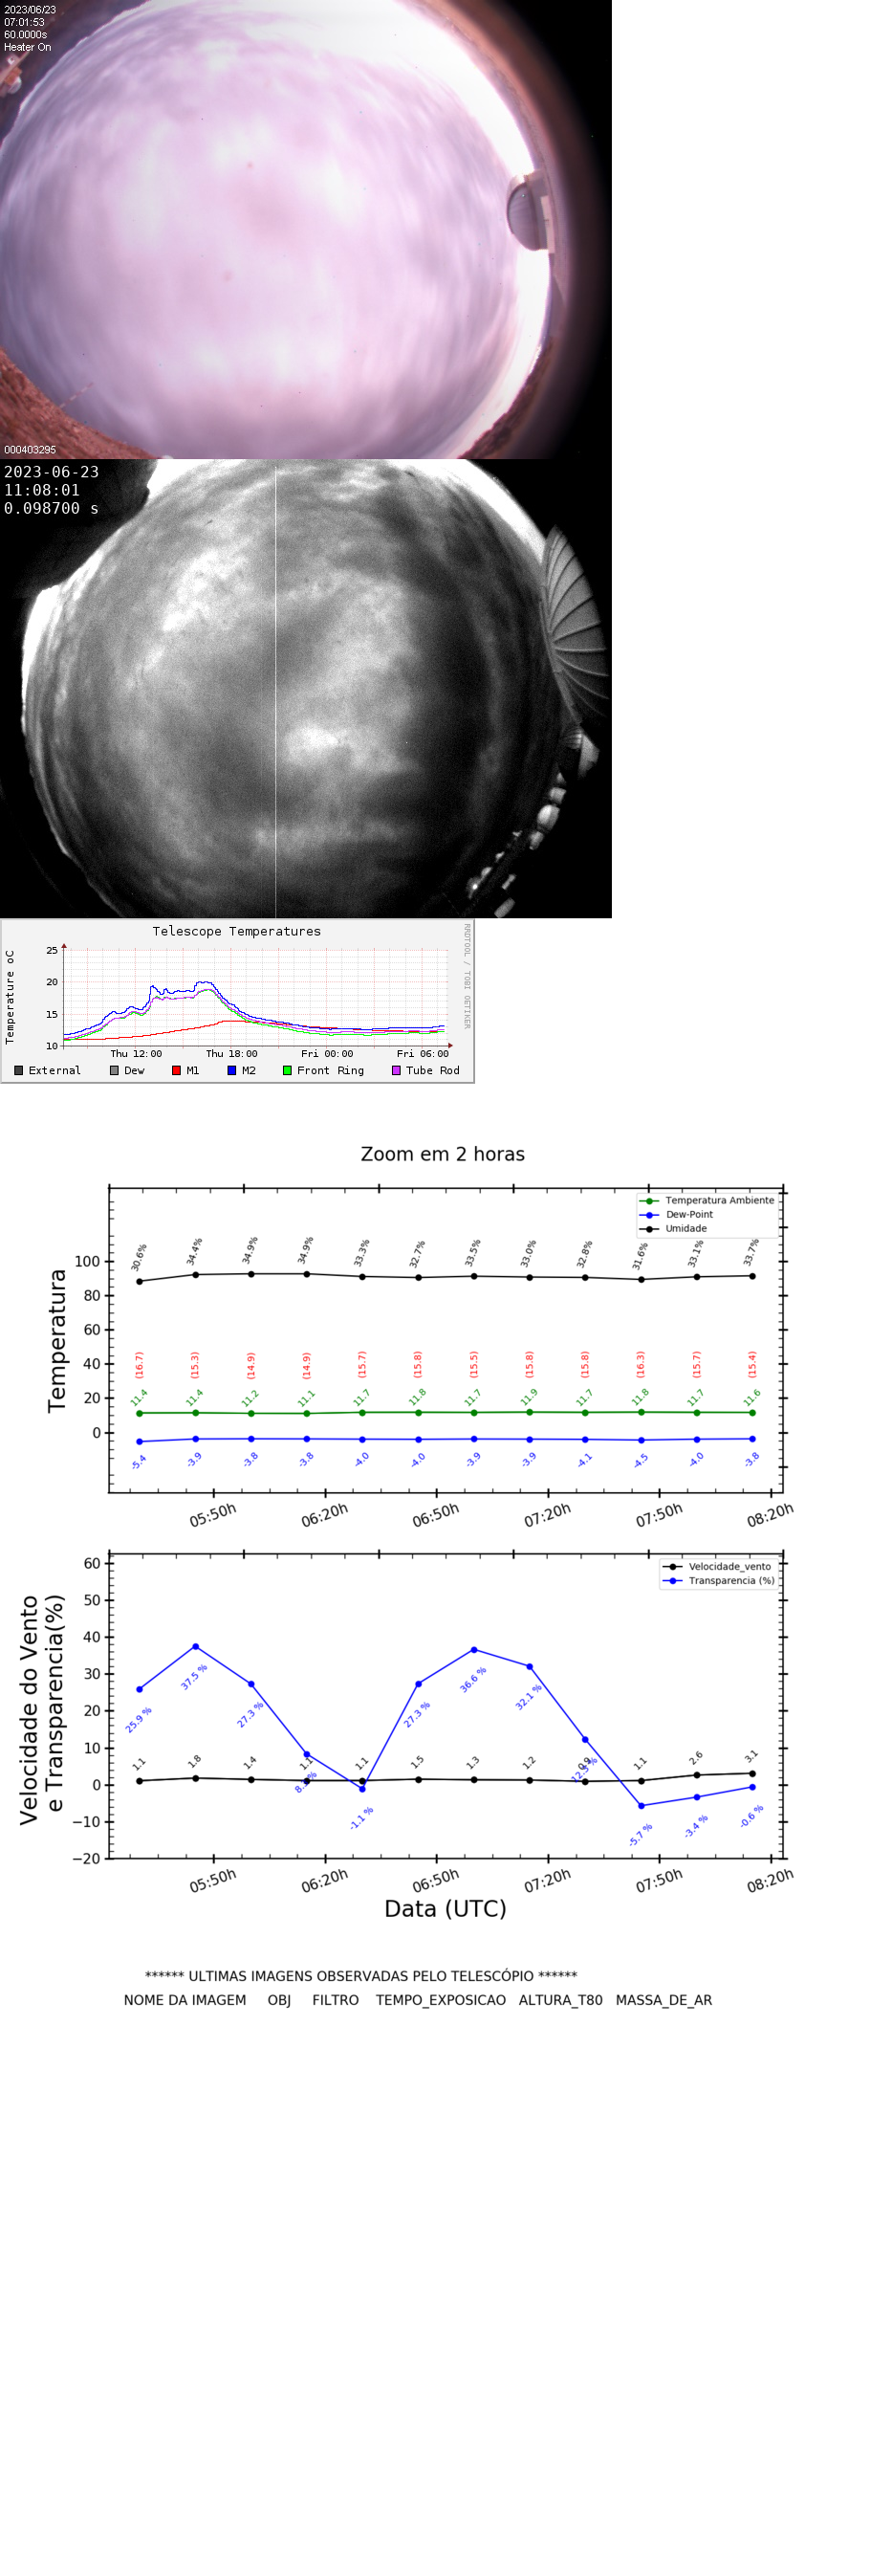 2023/06/23
07:01:53
60.0000s
Heater On
000403295
2023-06-23
11:08:01
0.098700 s
Telescope Temperatures
RRDTOOL / TOBI OETIKER
Temperature oC
25
20
15
10
Thu 12:00 Thu 18:00 Fri 00:00 Fri 06:00
External Dew M1 M2 Front Ring Tube Rod
Zoom em 2 horas
Temperatura Ambiente
Dew-Point
Umidade
Temperatura
100
80
60
40
20
0
30.6% 34.4% 34.9% 34.9% 33.3% 32.7% 33.5% 33.0% 32.8% 31.6% 33.1% 33.7%
(16.7) (15.3) (14.9) (14.9) (15.7) (15.8) (15.5) (15.8) (15.8) (16.3) (15.7) (15.4)
11.4 11.4 11.2 11.1 11.7 11.8 11.7 11.9 11.7 11.8 11.7 11.6
-5.4 -3.9 -3.8 -3.8 -4.0 -4.0 -3.9 -3.9 -4.1 -4.5 -4.0 -3.8
05:50h 06:20h 06:50h 07:20h 07:50h 08:20h
Velocidade_vento
Transparencia (%)
Velocidade do Vento
e Transparencia(%)
60
50
40
30
20
10
0
−10
−20
1.1 1.8 1.4 1.1 1.1 1.5 1.3 1.2 0.9 1.1 2.6 3.1
25.9 % 37.5 % 27.3 % -1.1 % 27.3 % 36.6 % 32.1 % -5.7 % -3.4 % -0.6 %
05:50h 06:20h 06:50h 07:20h 07:50h 08:20h
Data (UTC)
****** ULTIMAS IMAGENS OBSERVADAS PELO TELESCÓPIO ******
NOME DA IMAGEM OBJ FILTRO TEMPO_EXPOSICAO ALTURA_T80 MASSA_DE_AR